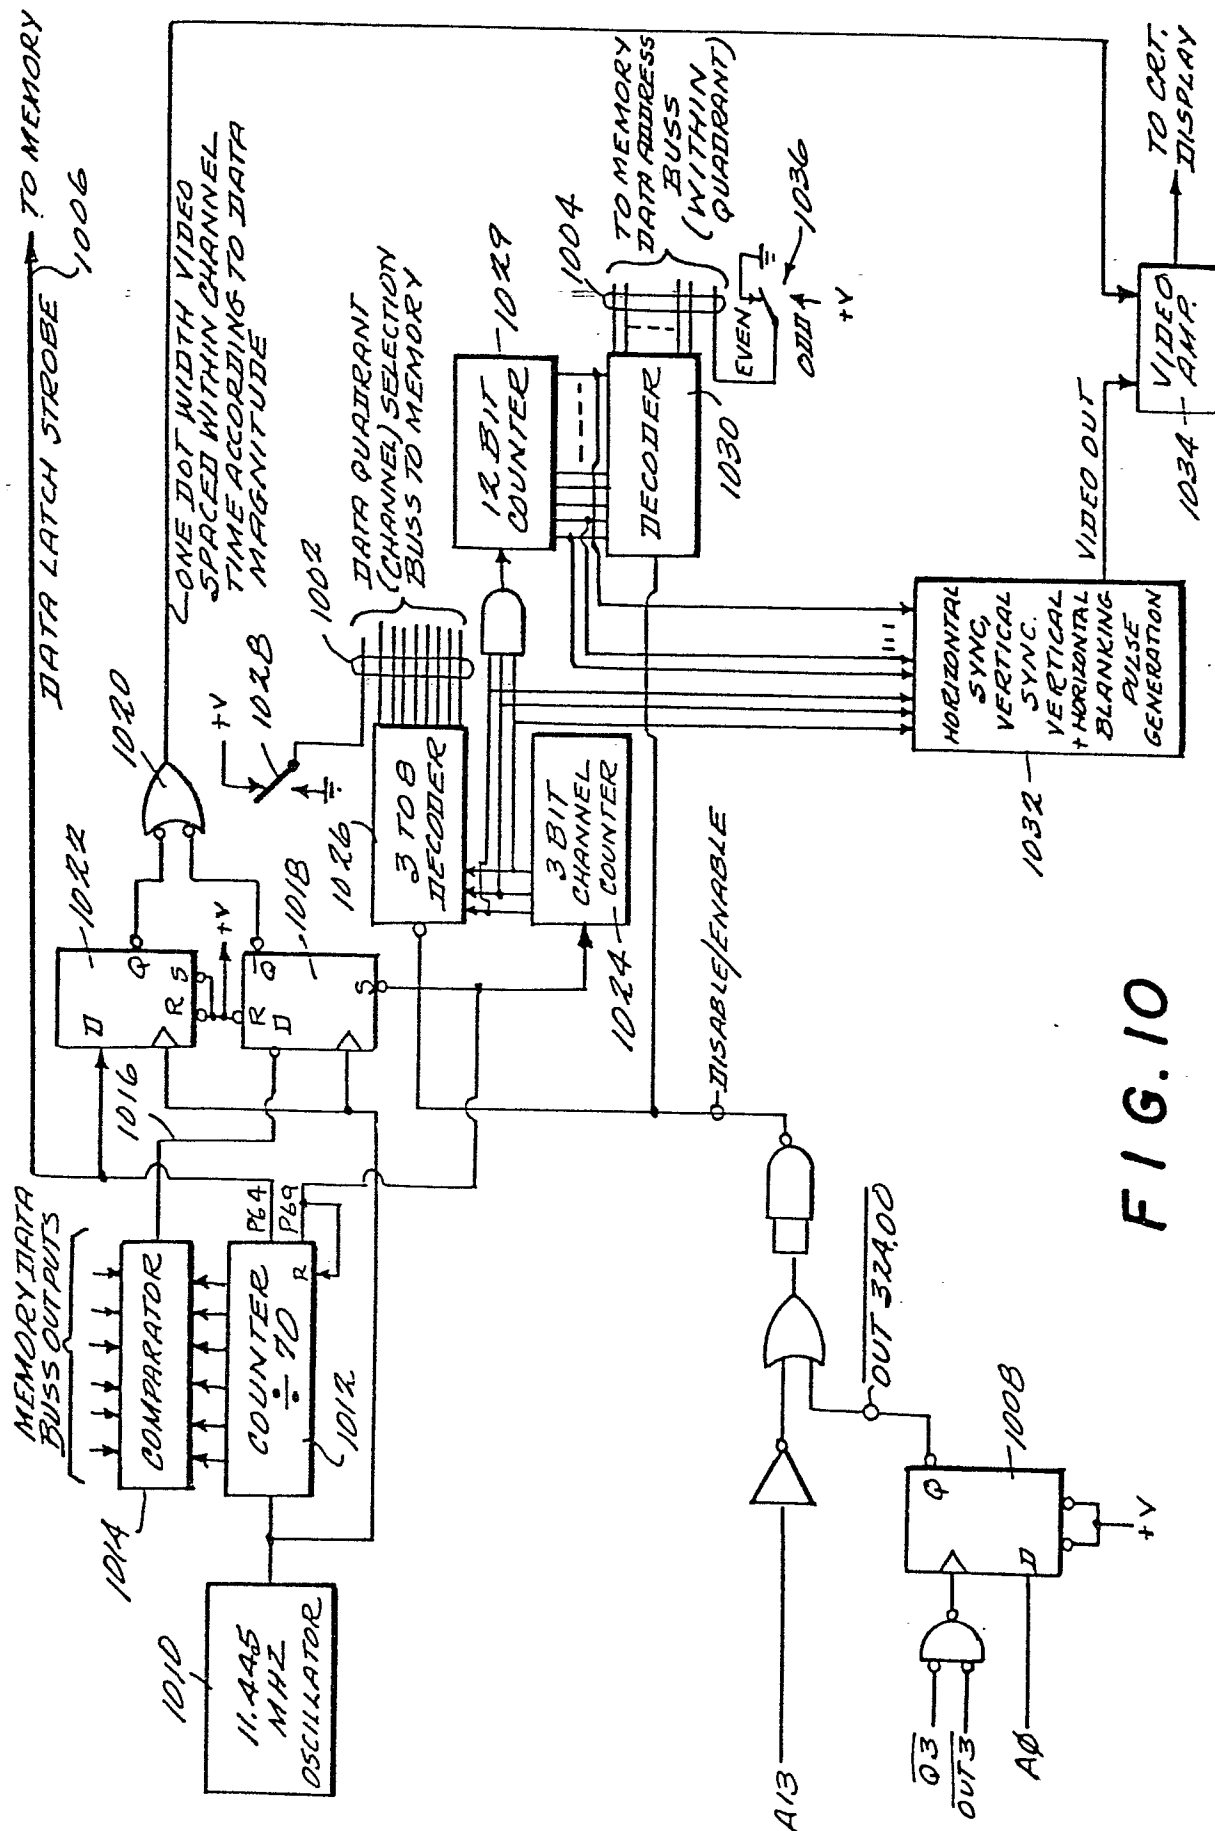 DATA LATCH STROBE
TO MEMORY
1006
ONE DOT WIDTH VIDEO
SPACED WITHIN CHANNEL
TIME ACCORDING TO DATA
MAGNITUDE
MEMORY DATA
BUSS OUTPUTS
1014
COMPARATOR
1016
1010
11.445
MHZ
OSCILLATOR
COUNTER
÷ 70
1012
P64
P69
R
1022
D
Q
R
S
+V
1018
R
D
Q̅
S
1020
+V
1028
1002
DATA QUADRANT
(CHANNEL) SELECTION
BUSS TO MEMORY
1026
3 TO 8
DECODER
3 BIT
CHANNEL
COUNTER
1024
12 BIT
COUNTER
1029
DECODER
1030
1004
TO MEMORY
DATA ADDRESS
BUSS
(WITHIN
QUADRANT)
EVEN
ODD
+V
1036
DISABLE/ENABLE
A13
OUT 324.00
Q3
OUT3
AØ
D
Q
1008
+V
HORIZONTAL
SYNC,
VERTICAL
SYNC.
VERTICAL
+HORIZONTAL
BLANKING
PULSE
GENERATION
1032
VIDEO OUT
VIDEO
AMP.
1034
TO CRT.
DISPLAY
FIG.10